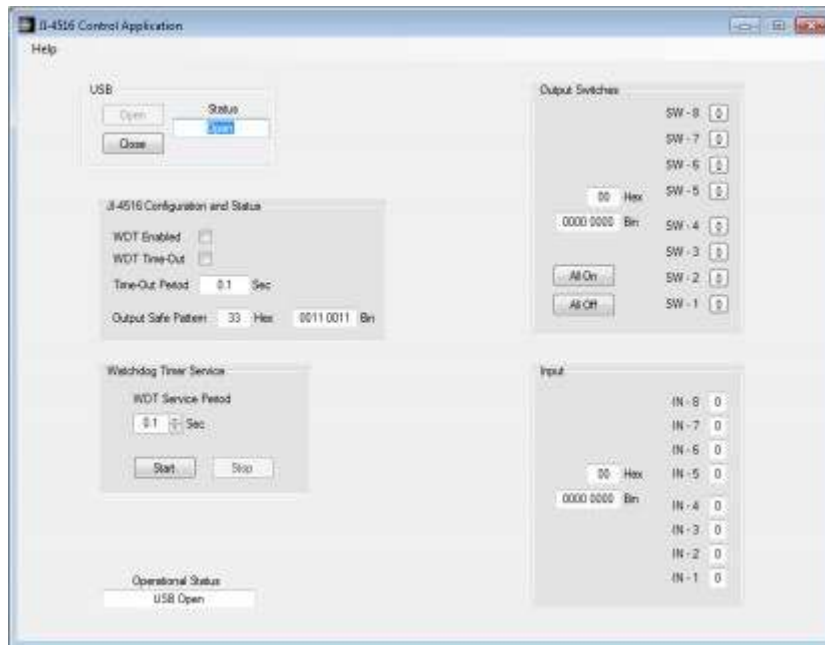 JI-4516 Control Application
Help
USB
Open
Status
Open
Close
JI-4516 Configuration and Status
WDT Enabled
WDT Time-Out
Time-Out Period 0.1 Sec
Output Safe Pattern 33 Hex 0011 0011 Bin
Watchdog Timer Service
WDT Service Period
0.1 Sec
Start Stop
Operational Status
USB Open
Output Switches
SW - 8 0
SW - 7 0
SW - 6 0
SW - 5 0
00 Hex
0000 0000 Bin
SW - 4 0
SW - 3 0
All On
SW - 2 0
All Off
SW - 1 0
Input
IN - 8 0
IN - 7 0
IN - 6 0
00 Hex
IN - 5 0
0000 0000 Bin
IN - 4 0
IN - 3 0
IN - 2 0
IN - 1 0